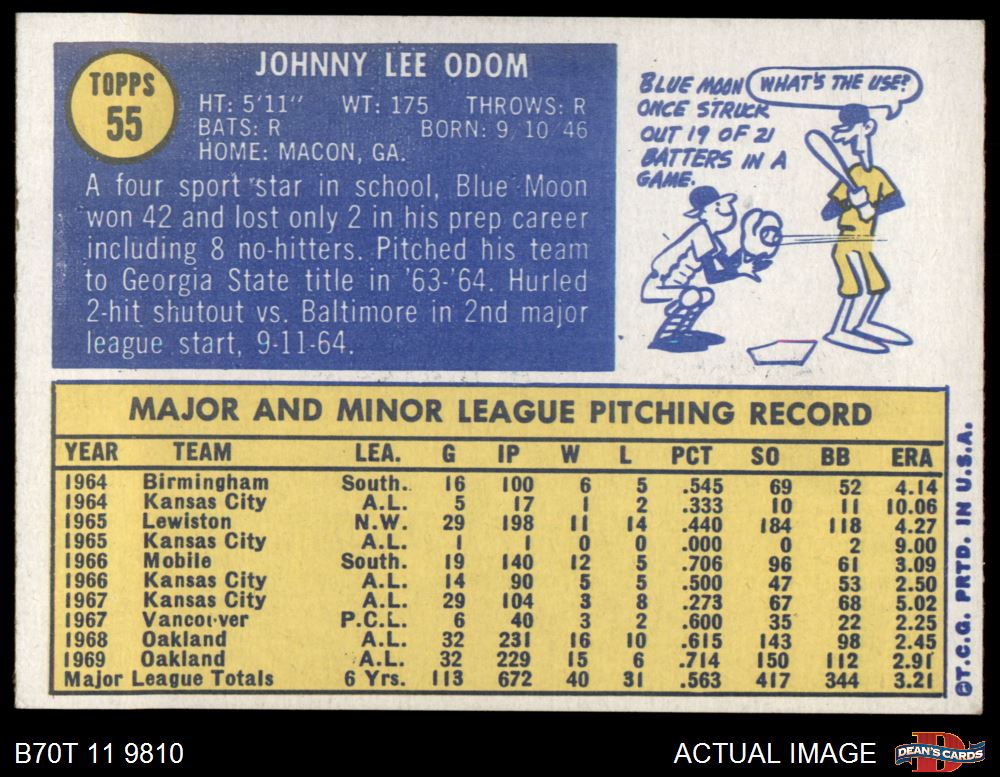 TOPPS
55
JOHNNY LEE ODOM
HT: 5'11" WT: 175 THROWS: R
BATS: R BORN: 9 10 46
HOME: MACON, GA.
A four sport star in school, Blue Moon
won 42 and lost only 2 in his prep career
including 8 no-hitters. Pitched his team
to Georgia State title in '63-'64. Hurled
2-hit shutout vs. Baltimore in 2nd major
league start, 9-11-64.
BLUE MOON
ONCE STRUCK
OUT 19 OF 21
BATTERS IN A
GAME.
WHAT'S THE USE?
MAJOR AND MINOR LEAGUE PITCHING RECORD
YEAR TEAM LEA. G IP W L PCT SO BB ERA
1964 Birmingham South. 16 100 6 5 .545 69 52 4.14
1964 Kansas City A.L. 5 17 1 2 .333 10 11 10.06
1965 Lewiston N.W. 29 198 11 14 .440 184 118 4.27
1965 Kansas City A.L. 1 1 0 0 .000 0 2 9.00
1966 Mobile South. 19 140 12 5 .706 96 61 3.09
1966 Kansas City A.L. 14 90 5 5 .500 47 53 2.50
1967 Kansas City A.L. 29 104 3 8 .273 67 68 5.02
1967 Vancouver P.C.L. 6 40 3 2 .600 35 22 2.25
1968 Oakland A.L. 32 231 16 10 .615 143 98 2.45
1969 Oakland A.L. 32 229 15 6 .714 150 112 2.91
Major League Totals 6 Yrs. 113 672 40 31 .563 417 344 3.21
©T.C.G. PRTD. IN U.S.A.
B70T 11 9810
ACTUAL IMAGE
D
DEAN'S CARDS